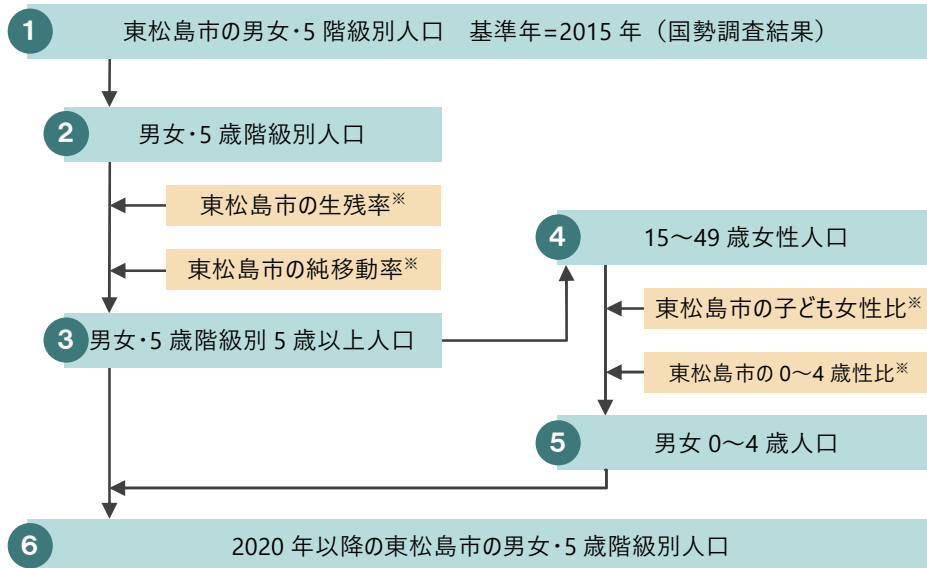 1 東松島市の男女・5 階級別人口 基準年=2015 年（国勢調査結果）
2 男女・5 歳階級別人口
東松島市の生残率※
東松島市の純移動率※
3 男女・5 歳階級別 5 歳以上人口
4 15～49 歳女性人口
東松島市の子ども女性比※
東松島市の 0～4 歳性比※
5 男女 0～4 歳人口
6 2020 年以降の東松島市の男女・5 歳階級別人口